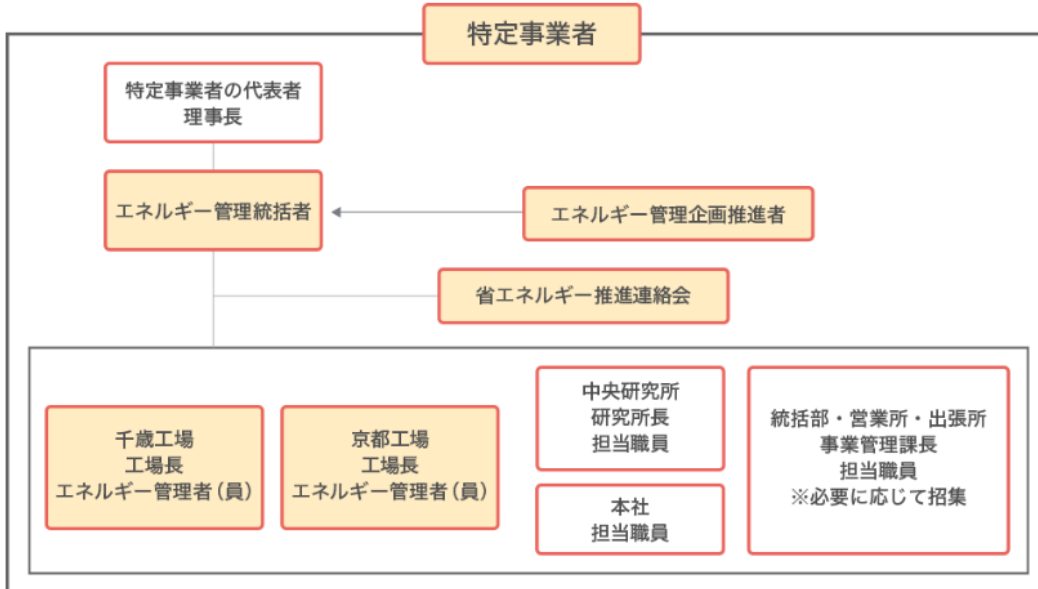 特定事業者
特定事業者の代表者
理事長
エネルギー管理統括者
エネルギー管理企画推進者
省エネルギー推進連絡会
千歳工場
工場長
エネルギー管理者(員)
京都工場
工場長
エネルギー管理者(員)
中央研究所
研究所長
担当職員
本社
担当職員
統括部・営業所・出張所
事業管理課長
担当職員
※必要に応じて招集